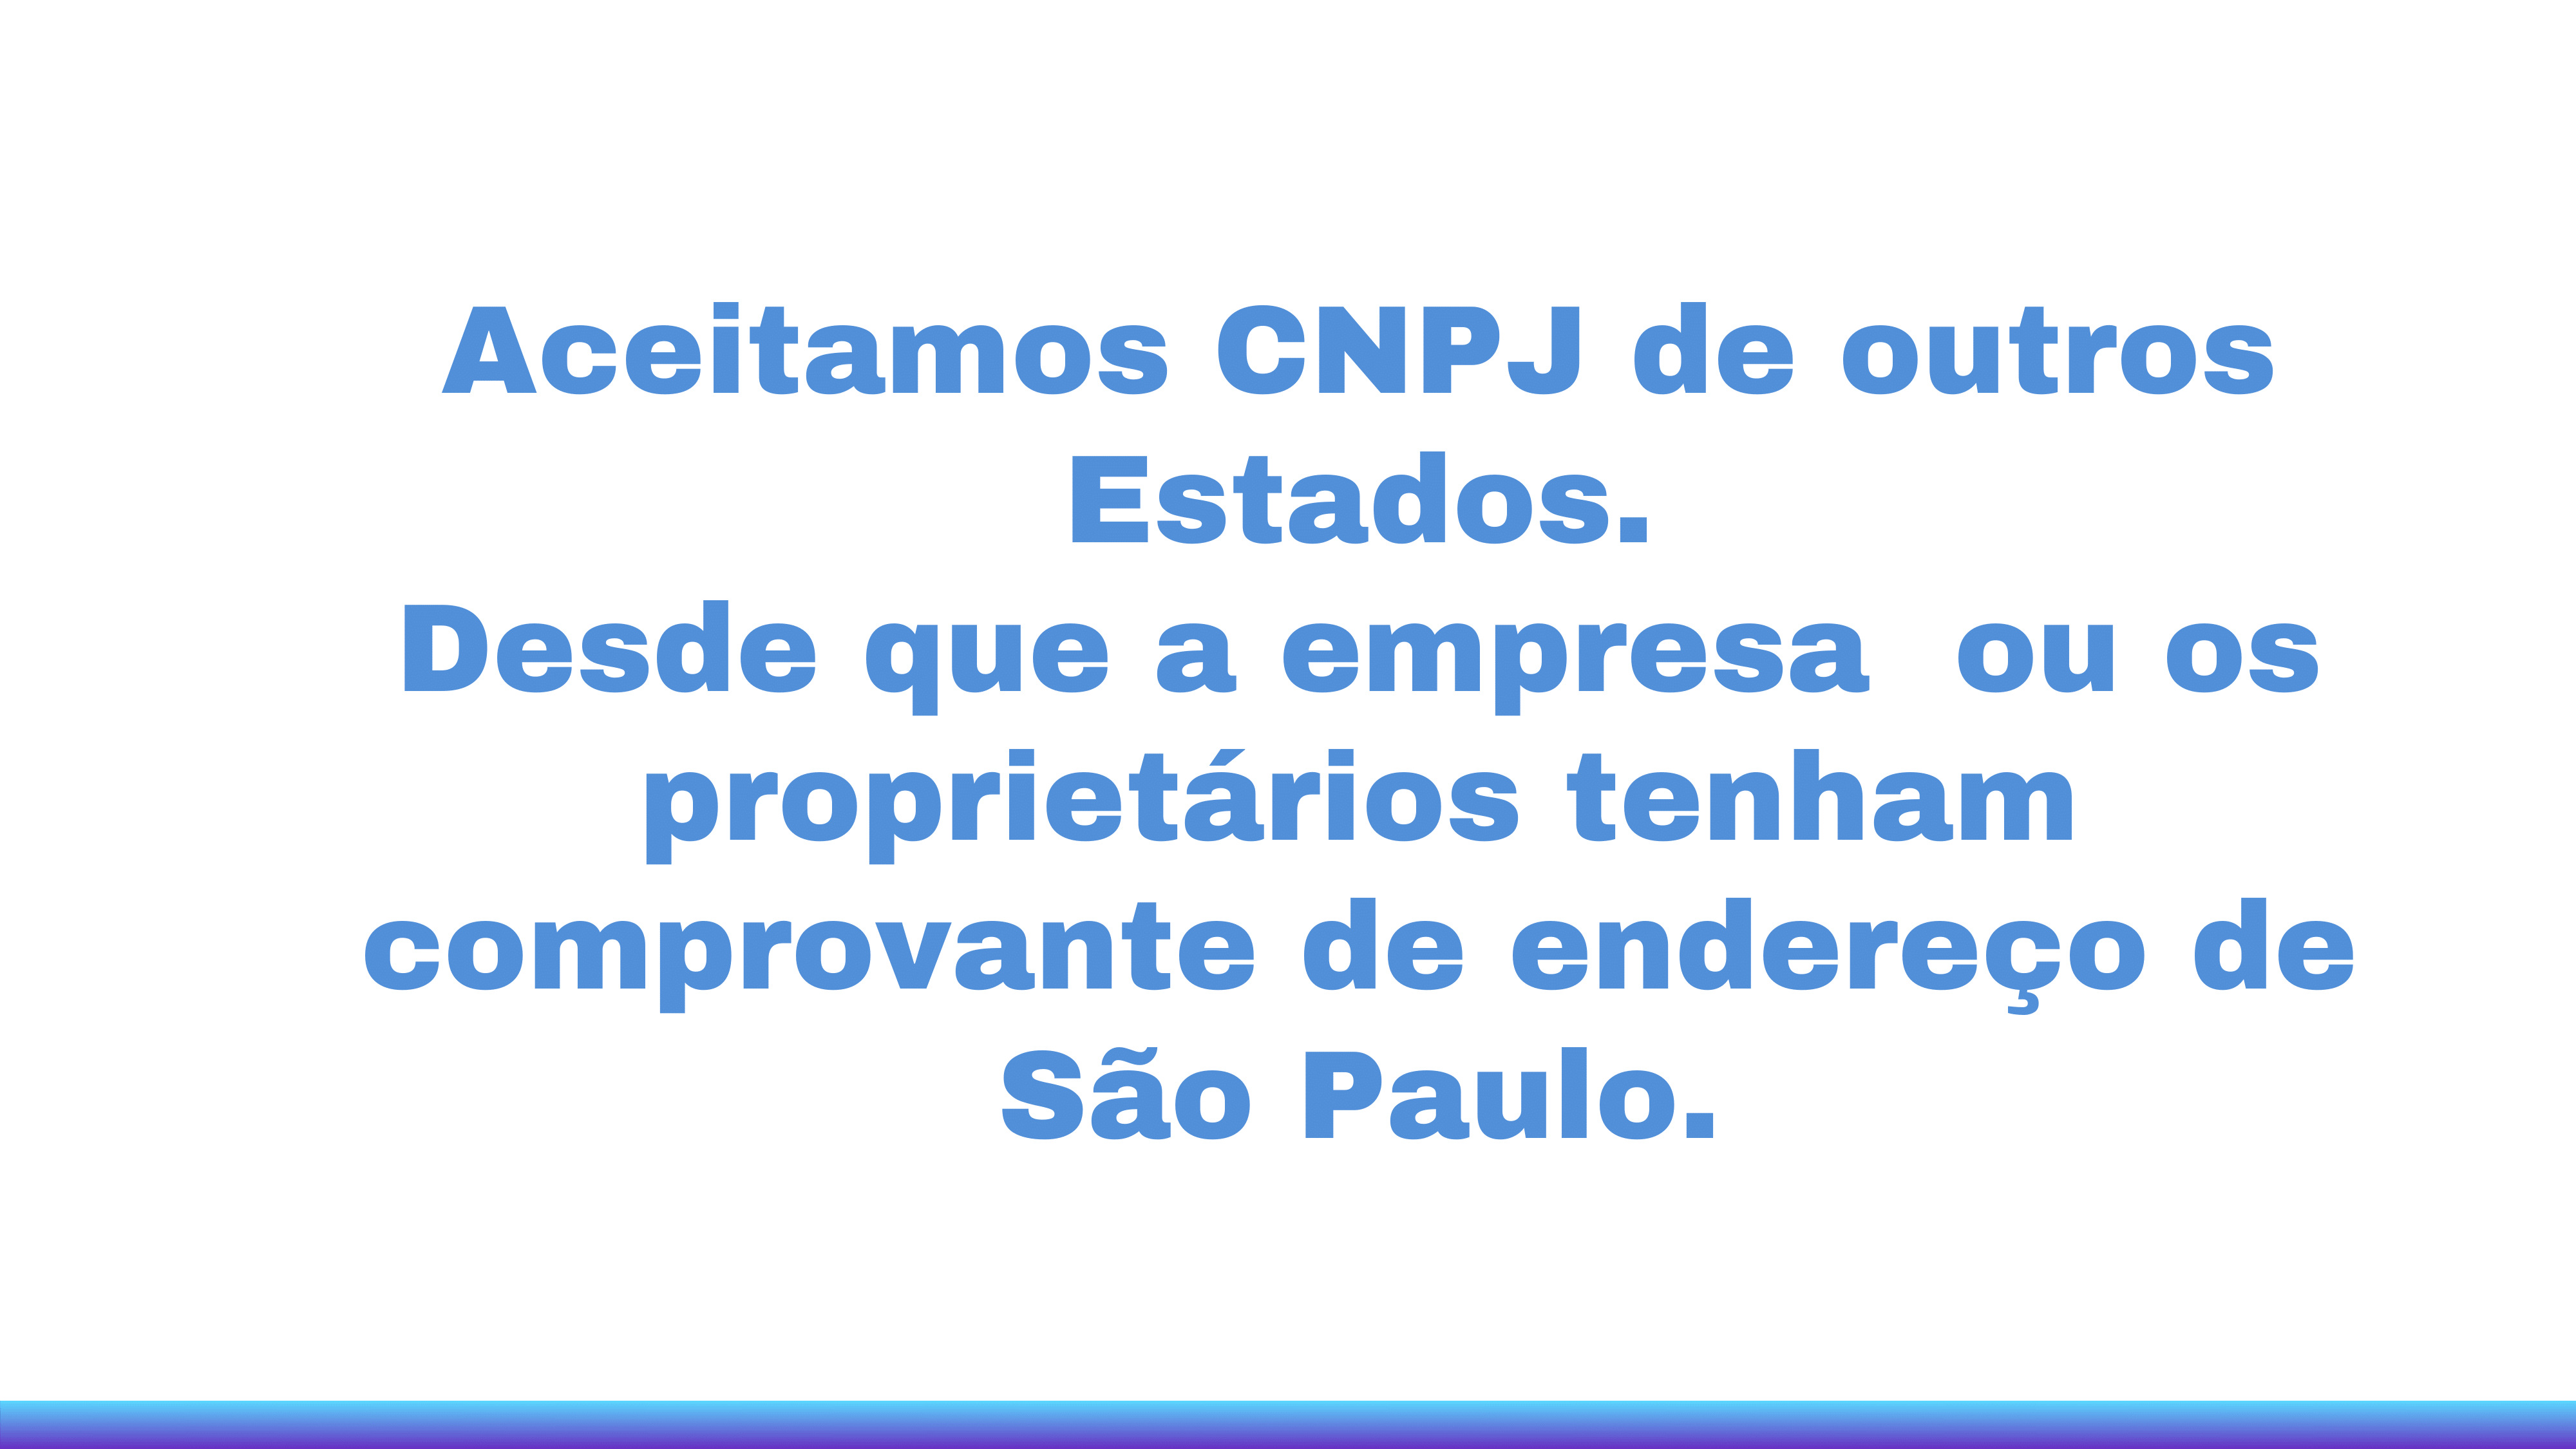 Aceitamos CNPJ de outros
Estados.
Desde que a empresa  ou os
proprietários tenham
comprovante de endereço de
São Paulo.